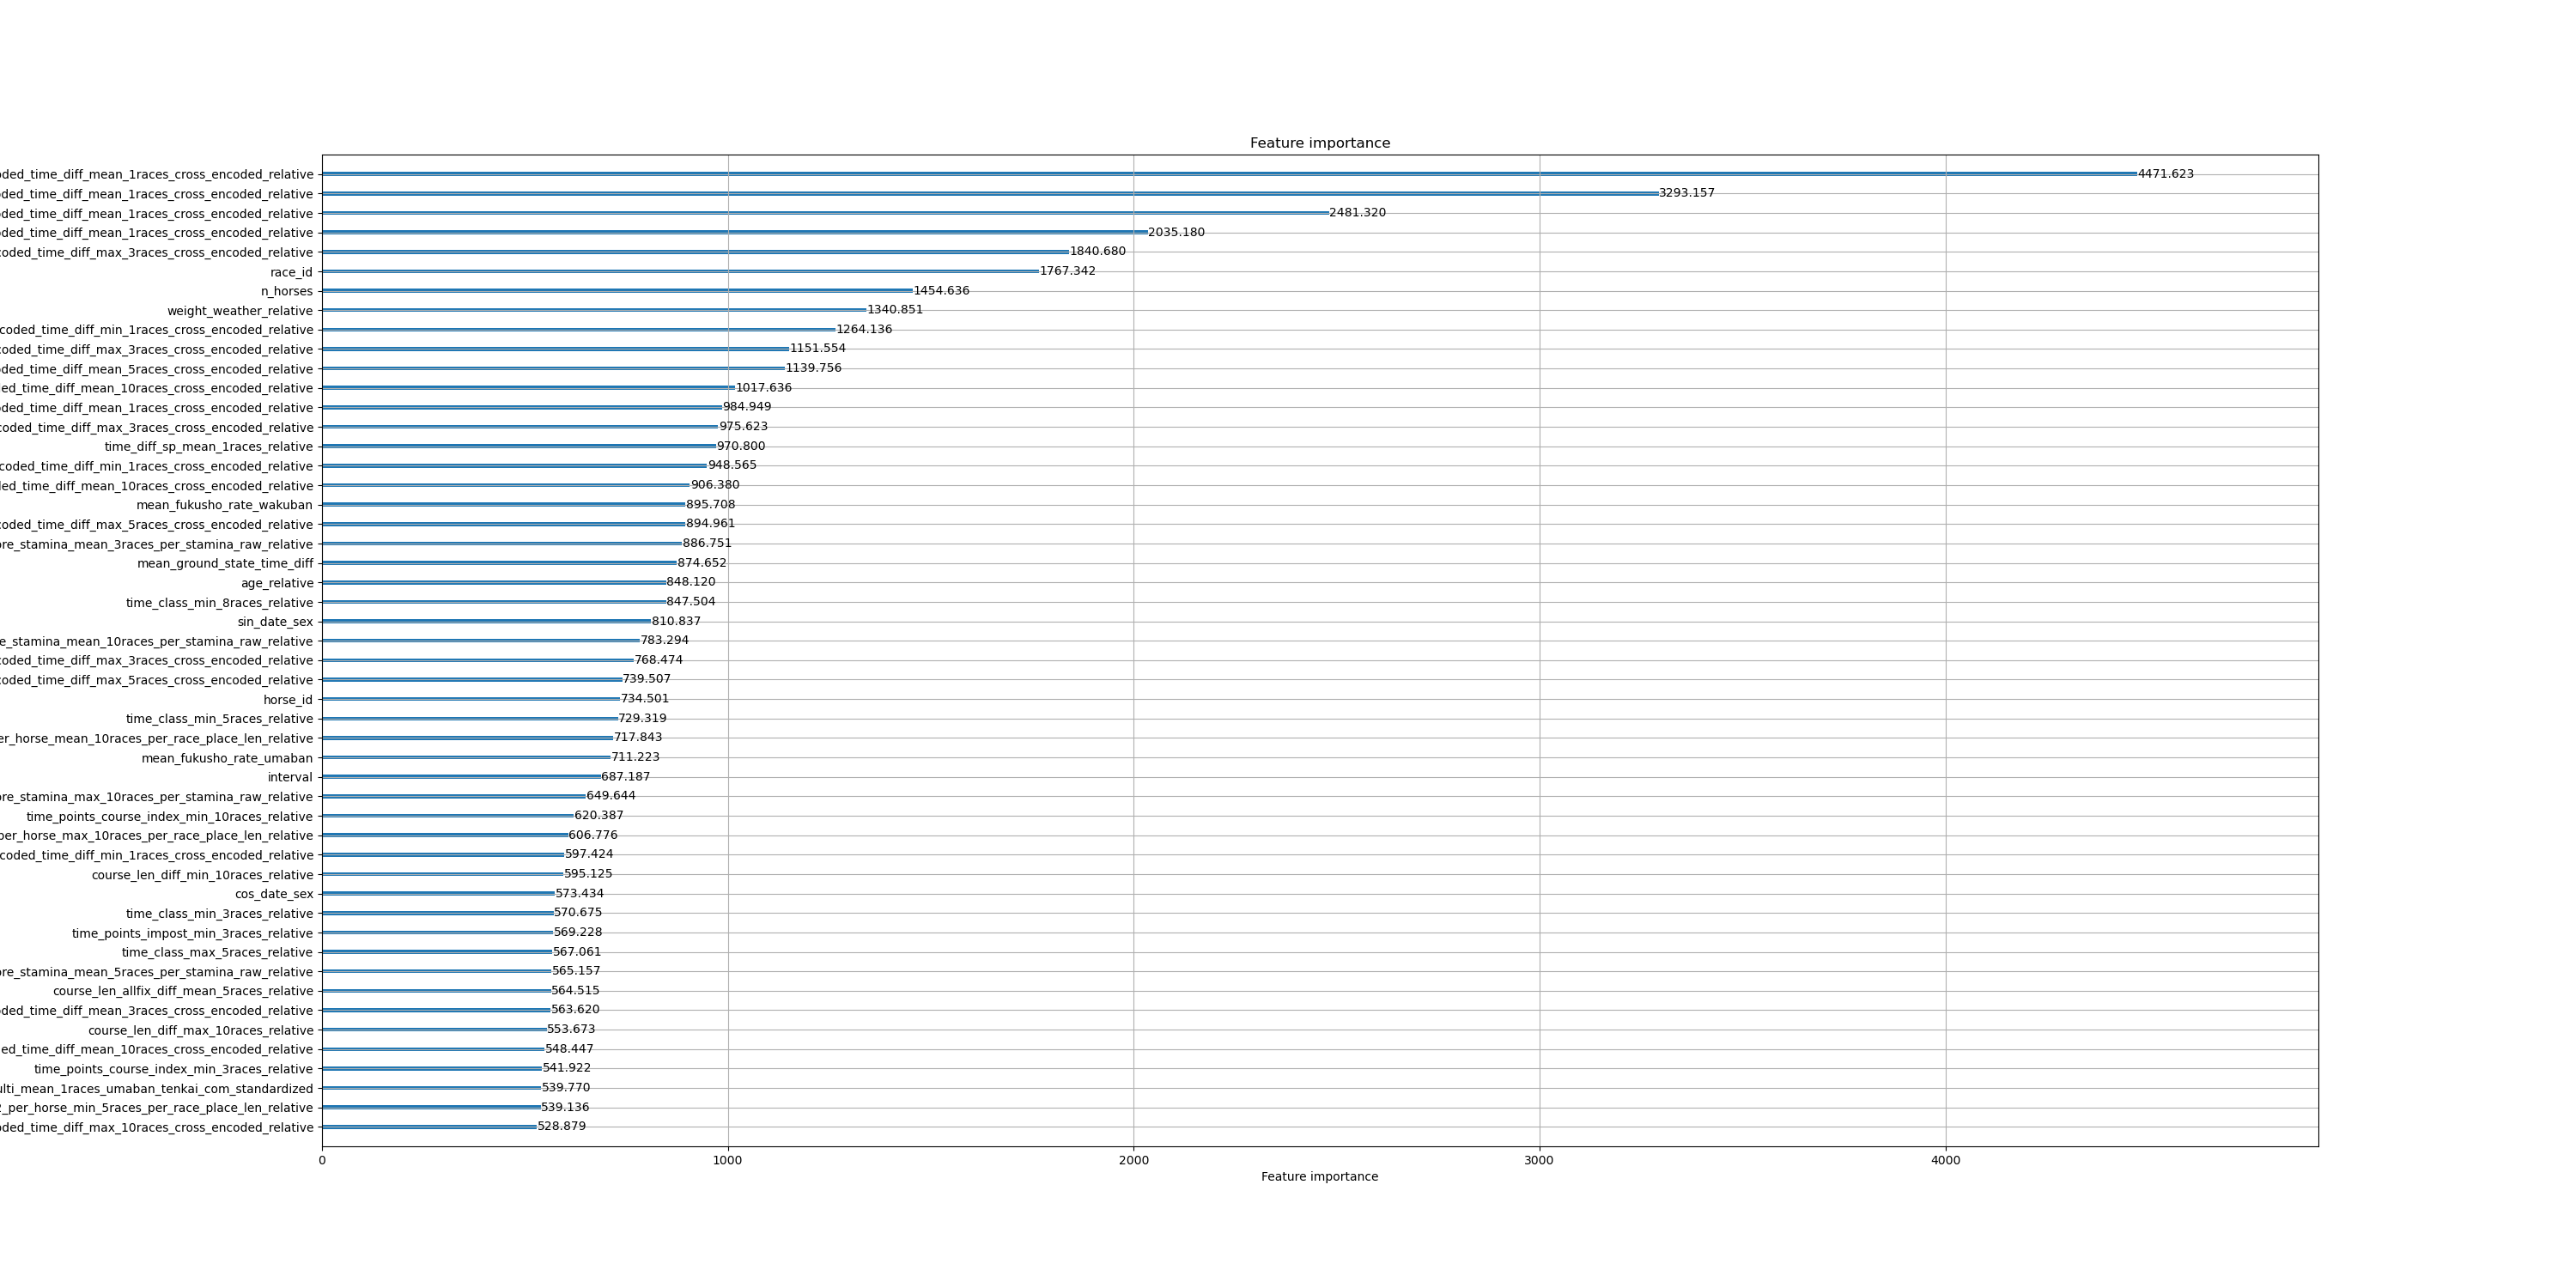 Feature importance
ded_time_diff_mean_1races_cross_encoded_relative 4471.623
ded_time_diff_mean_1races_cross_encoded_relative 3293.157
ded_time_diff_mean_1races_cross_encoded_relative 2481.320
ded_time_diff_mean_1races_cross_encoded_relative 2035.180
coded_time_diff_max_3races_cross_encoded_relative 1840.680
race_id 1767.342
n_horses 1454.636
weight_weather_relative 1340.851
coded_time_diff_min_1races_cross_encoded_relative 1264.136
coded_time_diff_max_3races_cross_encoded_relative 1151.554
ded_time_diff_mean_5races_cross_encoded_relative 1139.756
ed_time_diff_mean_10races_cross_encoded_relative 1017.636
ded_time_diff_mean_1races_cross_encoded_relative 984.949
coded_time_diff_max_3races_cross_encoded_relative 975.623
time_diff_sp_mean_1races_relative 970.800
coded_time_diff_min_1races_cross_encoded_relative 948.565
ed_time_diff_mean_10races_cross_encoded_relative 906.380
mean_fukusho_rate_wakuban 895.708
coded_time_diff_max_5races_cross_encoded_relative 894.961
re_stamina_mean_3races_per_stamina_raw_relative 886.751
mean_ground_state_time_diff 874.652
age_relative 848.120
time_class_min_8races_relative 847.504
sin_date_sex 810.837
e_stamina_mean_10races_per_stamina_raw_relative 783.294
coded_time_diff_max_3races_cross_encoded_relative 768.474
coded_time_diff_max_5races_cross_encoded_relative 739.507
horse_id 734.501
time_class_min_5races_relative 729.319
er_horse_mean_10races_per_race_place_len_relative 717.843
mean_fukusho_rate_umaban 711.223
interval 687.187
re_stamina_max_10races_per_stamina_raw_relative 649.644
time_points_course_index_min_10races_relative 620.387
per_horse_max_10races_per_race_place_len_relative 606.776
coded_time_diff_min_1races_cross_encoded_relative 597.424
course_len_diff_min_10races_relative 595.125
cos_date_sex 573.434
time_class_min_3races_relative 570.675
time_points_impost_min_3races_relative 569.228
time_class_max_5races_relative 567.061
re_stamina_mean_5races_per_stamina_raw_relative 565.157
course_len_allfix_diff_mean_5races_relative 564.515
ded_time_diff_mean_3races_cross_encoded_relative 563.620
course_len_diff_max_10races_relative 553.673
ed_time_diff_mean_10races_cross_encoded_relative 548.447
time_points_course_index_min_3races_relative 541.922
ulti_mean_1races_umaban_tenkai_com_standardized 539.770
_per_horse_min_5races_per_race_place_len_relative 539.136
ded_time_diff_max_10races_cross_encoded_relative 528.879
0 1000 2000 3000 4000
Feature importance